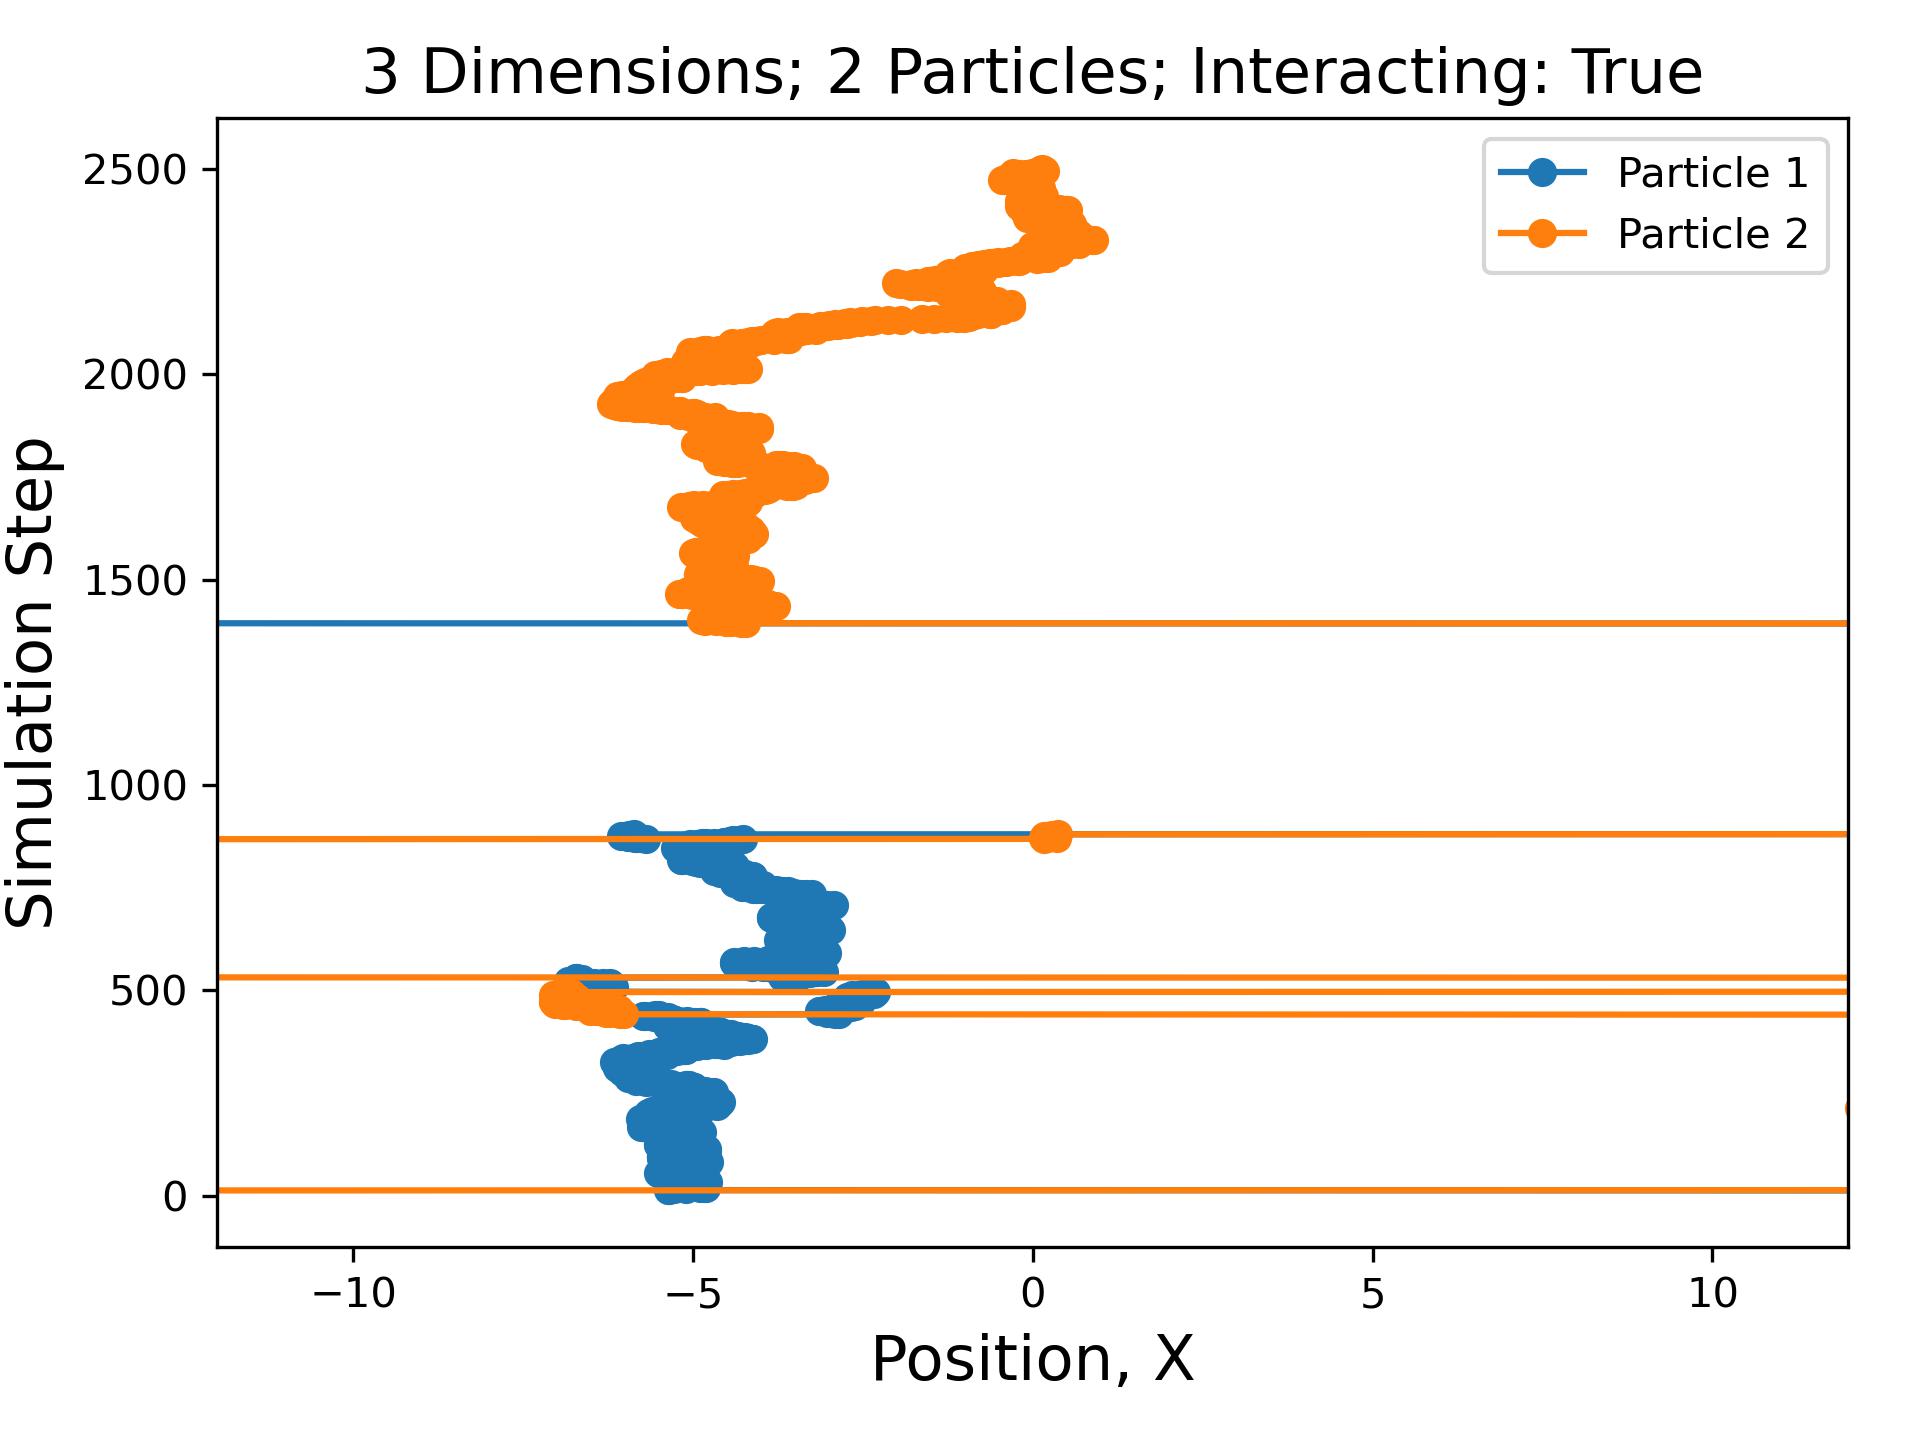 3 Dimensions; 2 Particles; Interacting: True
Particle 1
Particle 2
Simulation Step
2500
2000
1500
1000
500
0
−10
−5
0
5
10
Position, X